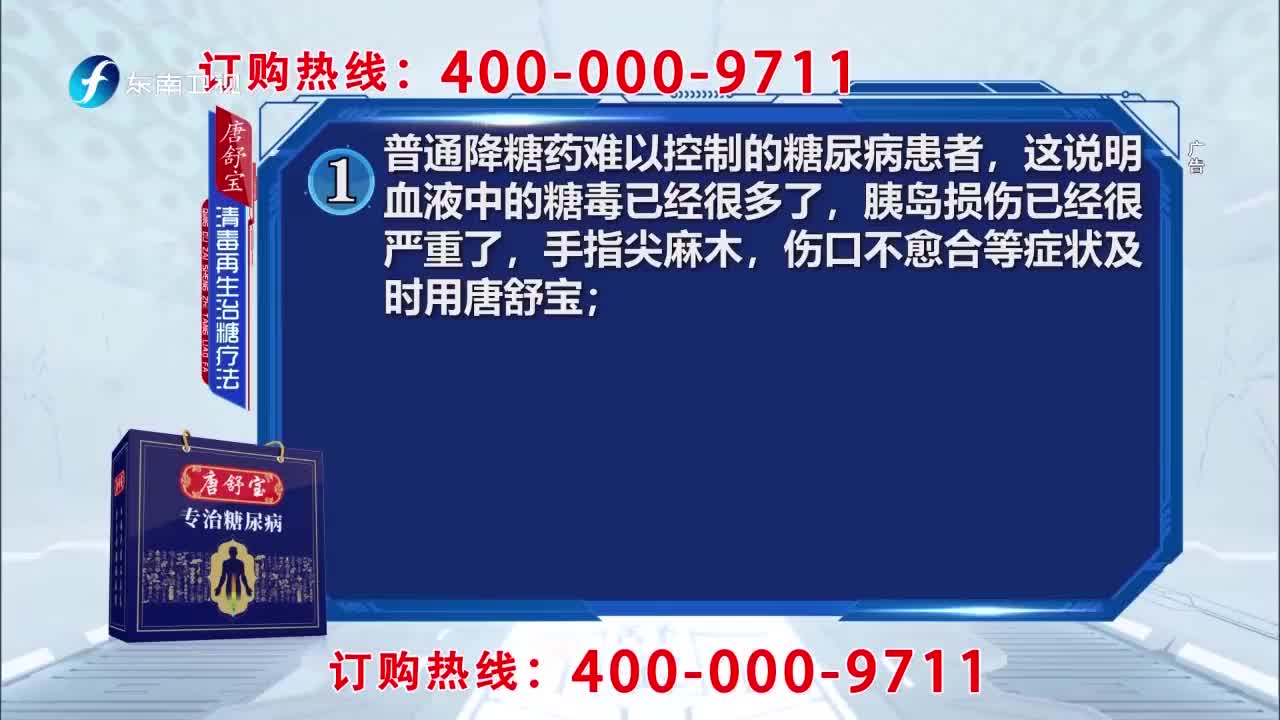 订购热线：400-000-9711
东南卫视
广告
唐舒宝
清毒再生治糖疗法
1
普通降糖药难以控制的糖尿病患者，这说明
血液中的糖毒已经很多了，胰岛损伤已经很
严重了，手指尖麻木，伤口不愈合等症状及
时用唐舒宝；
唐舒宝
专治糖尿病
订购热线：400-000-9711